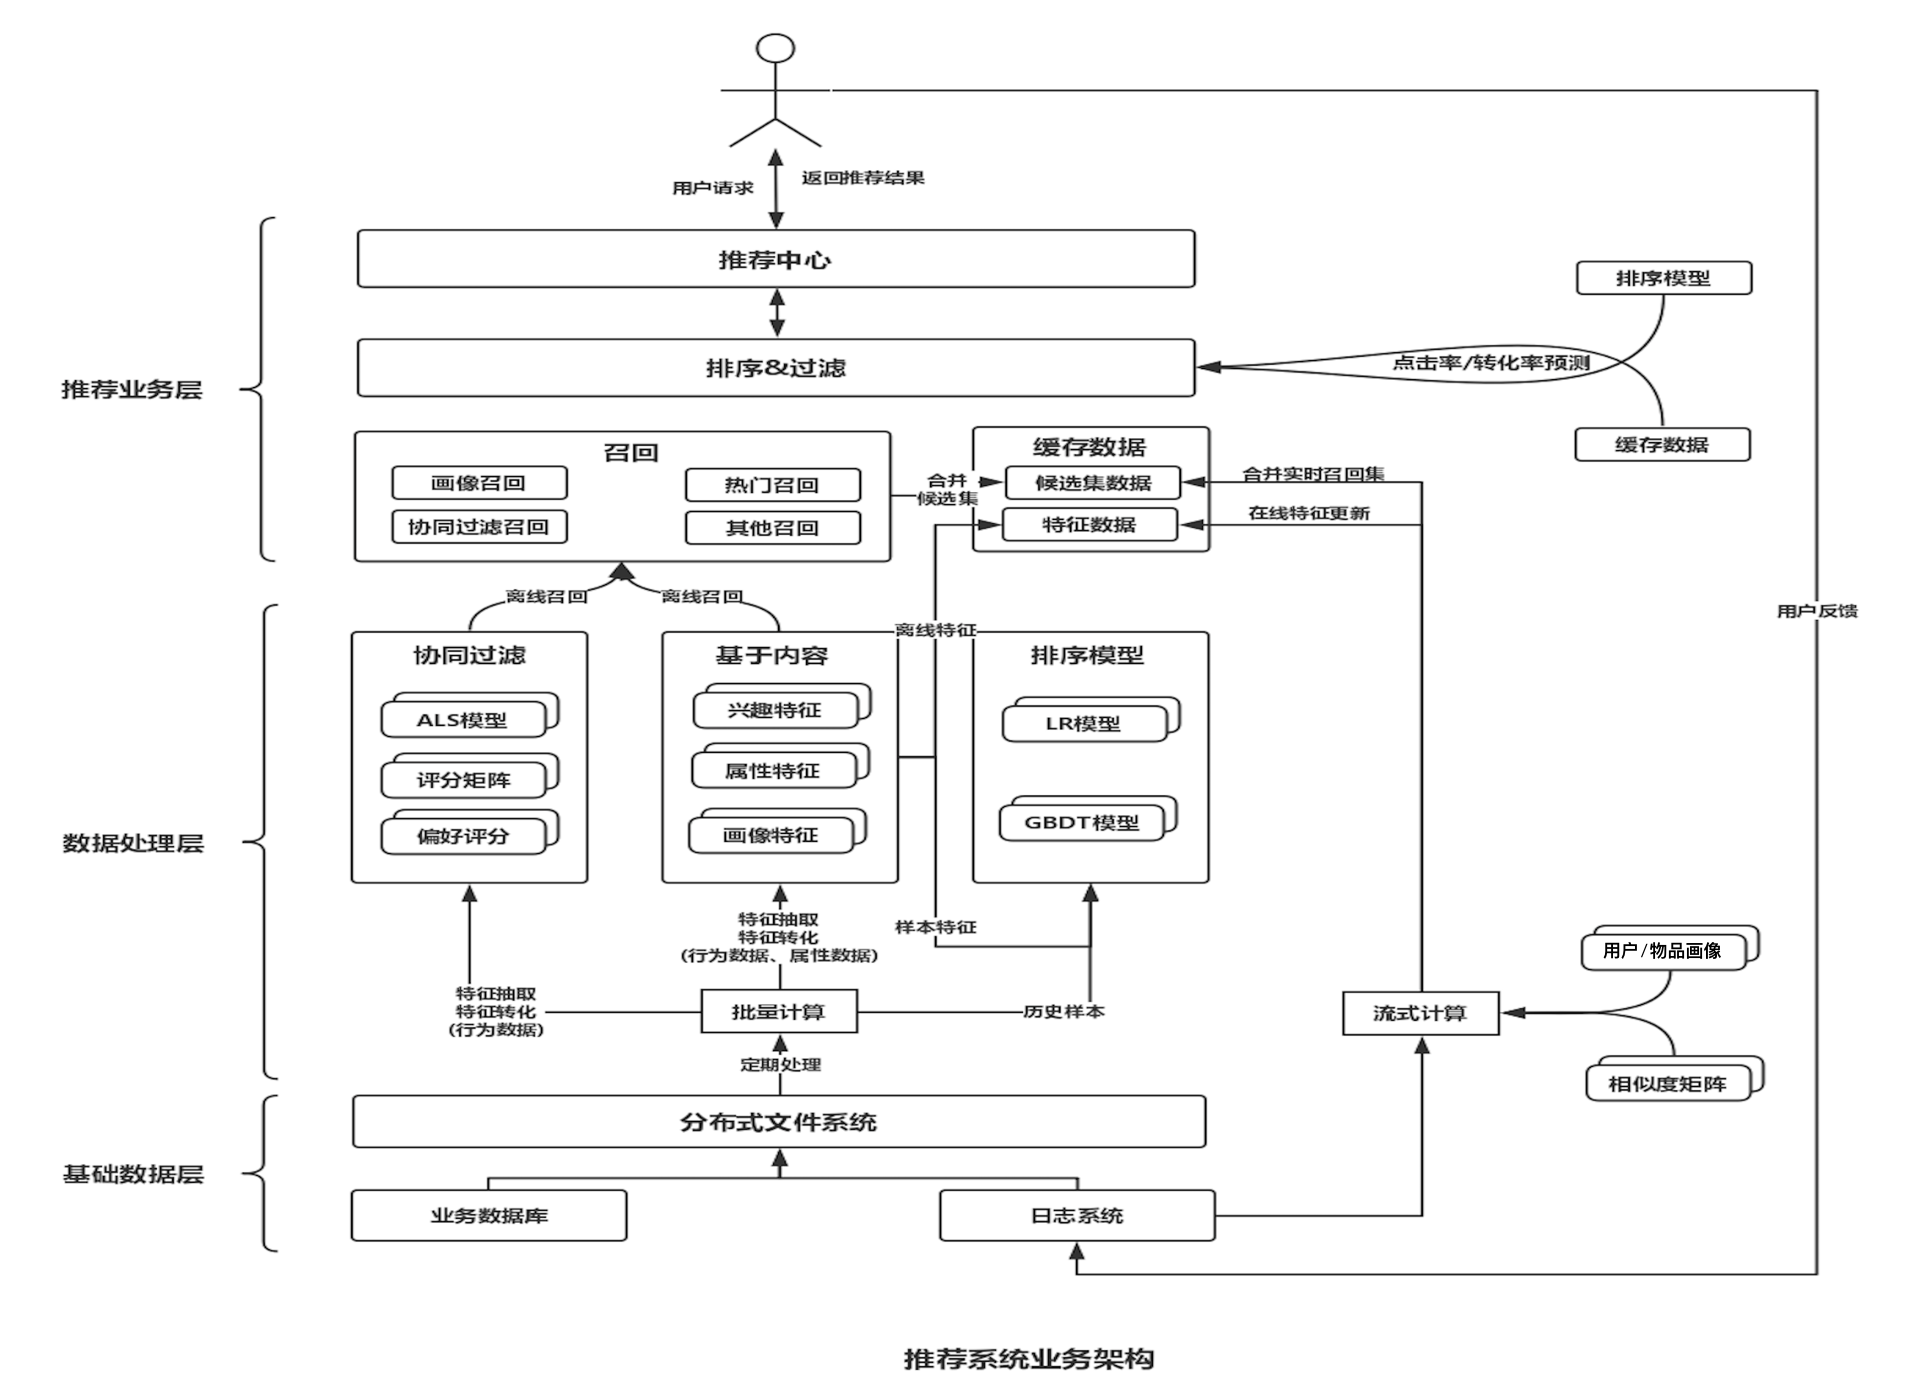 用户请求
返回推荐结果
推荐业务层
推荐中心
排序&过滤
排序模型
点击率/转化率预测
缓存数据
召回
画像召回
热门召回
协同过滤召回
其他召回
合并
候选集
缓存数据
候选集数据
特征数据
合并实时召回集
在线特征更新
用户反馈
离线召回
离线召回
离线特征
数据处理层
协同过滤
ALS模型
评分矩阵
偏好评分
基于内容
兴趣特征
属性特征
画像特征
排序模型
LR模型
GBDT模型
特征抽取
特征转化
(行为数据、属性数据)
样本特征
特征抽取
特征转化
(行为数据)
批量计算
历史样本
流式计算
用户/物品画像
相似度矩阵
定期处理
基础数据层
分布式文件系统
业务数据库
日志系统
推荐系统业务架构